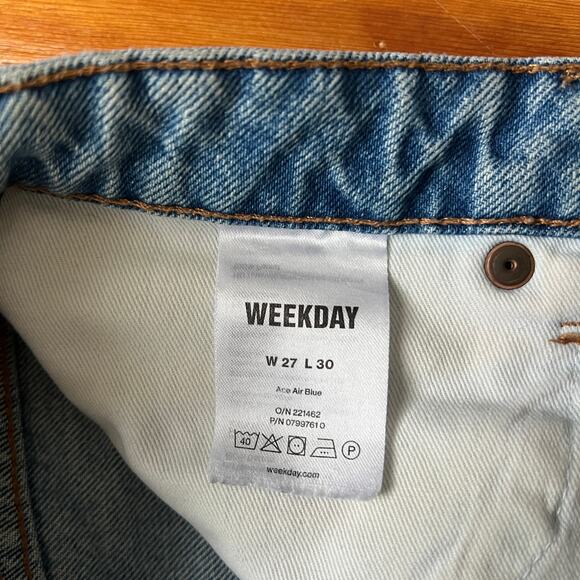 WEEKDAY
W 27 L 30
Ace Air Blue
O/N 221462
P/N 0799761 0
40 P
weekday.com